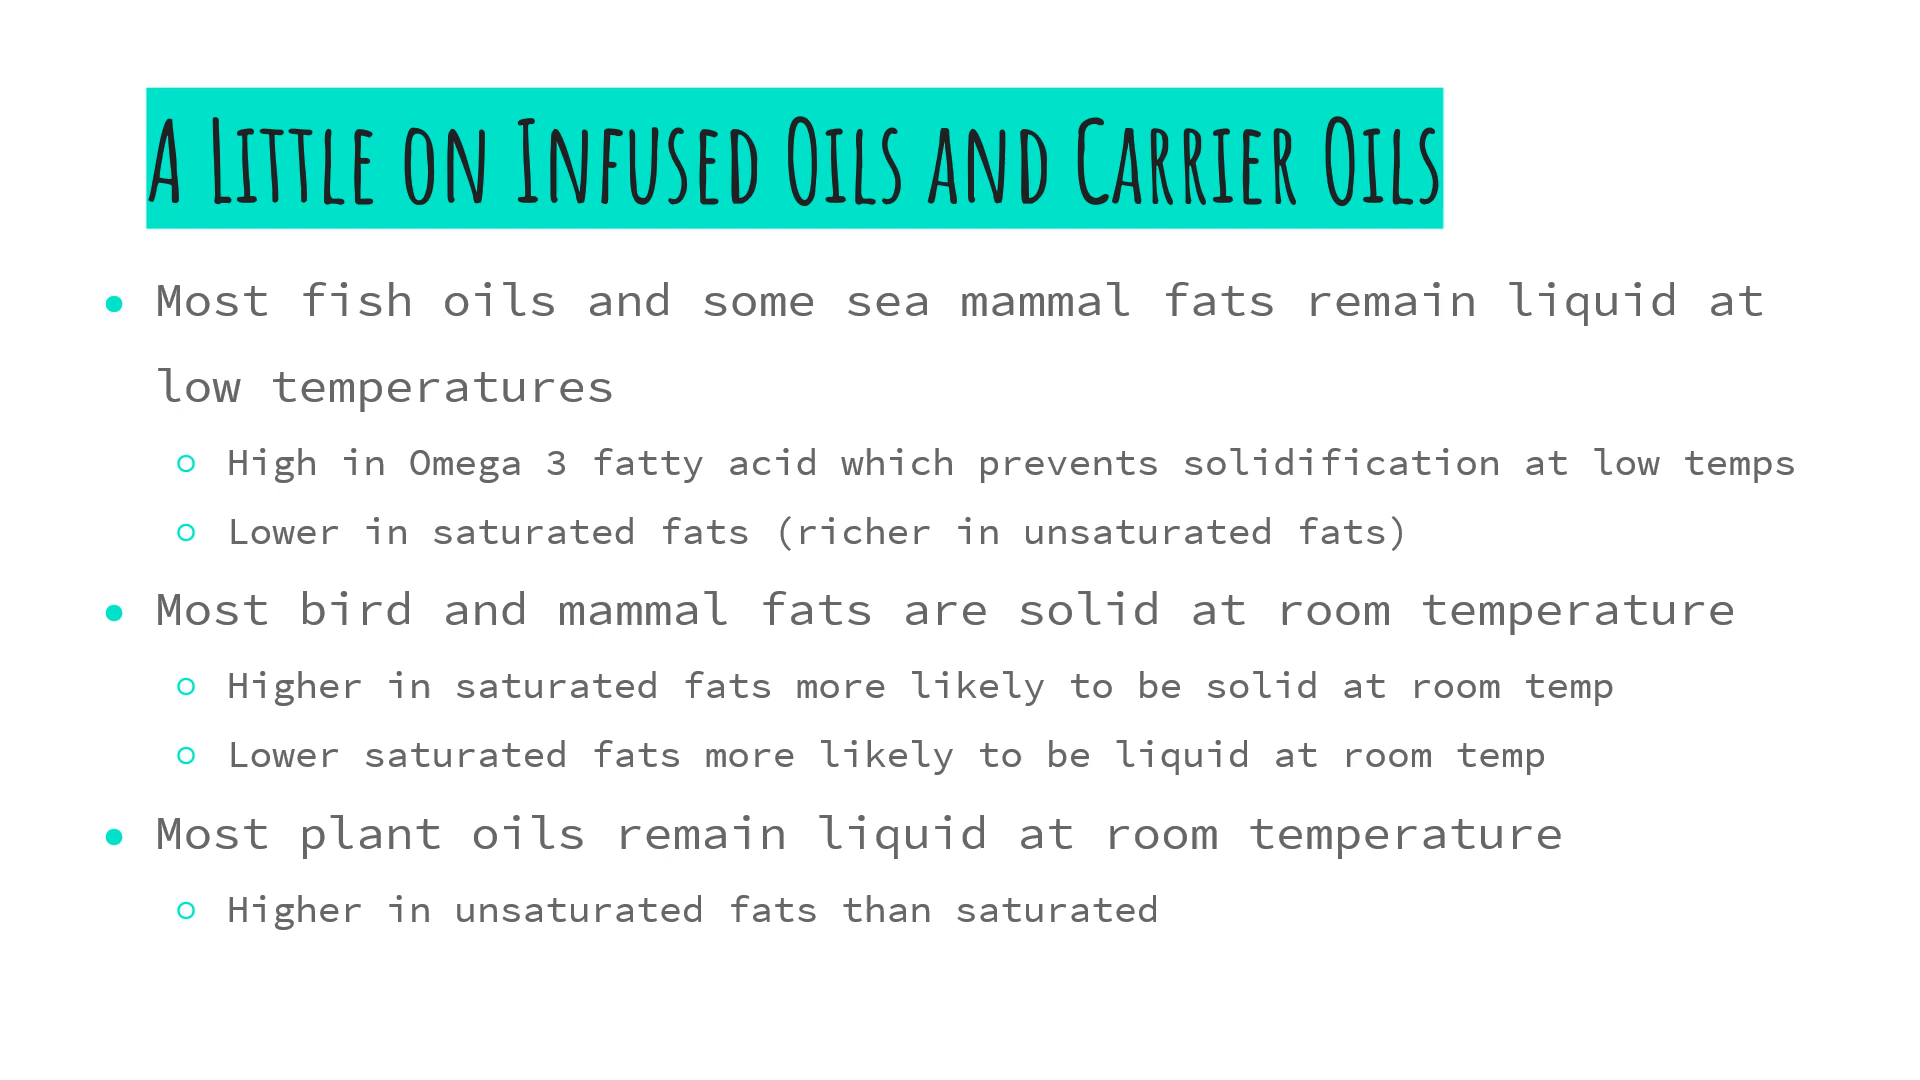 A Little on Infused Oils and Carrier Oils
● Most fish oils and some sea mammal fats remain liquid at
low temperatures
○ High in Omega 3 fatty acid which prevents solidification at low temps
○ Lower in saturated fats (richer in unsaturated fats)
● Most bird and mammal fats are solid at room temperature
○ Higher in saturated fats more likely to be solid at room temp
○ Lower saturated fats more likely to be liquid at room temp
● Most plant oils remain liquid at room temperature
○ Higher in unsaturated fats than saturated